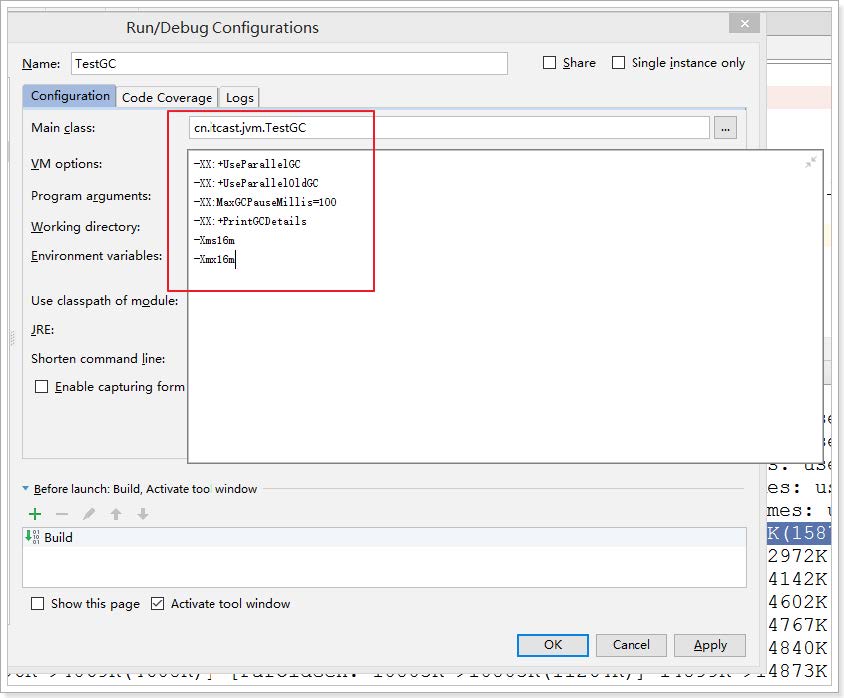 Run/Debug Configurations
Name: TestGC
Share
Single instance only
Configuration
Code Coverage
Logs
Main class: cn.itcast.jvm.TestGC ...
VM options:
-XX:+UseParallelGC
-XX:+UseParallelOldGC
-XX:MaxGCPauseMillis=100
-XX:+PrintGCDetails
-Xms16m
-Xmx16m
Program arguments:
Working directory:
Environment variables:
Use classpath of module:
JRE:
Shorten command line:
Enable capturing form
Before launch: Build, Activate tool window
Build
Show this page
Activate tool window
OK
Cancel
Apply
s: use
es: us
mes: u
K(1587
2972K
4142K
4602K
4767K
4840K
14873K